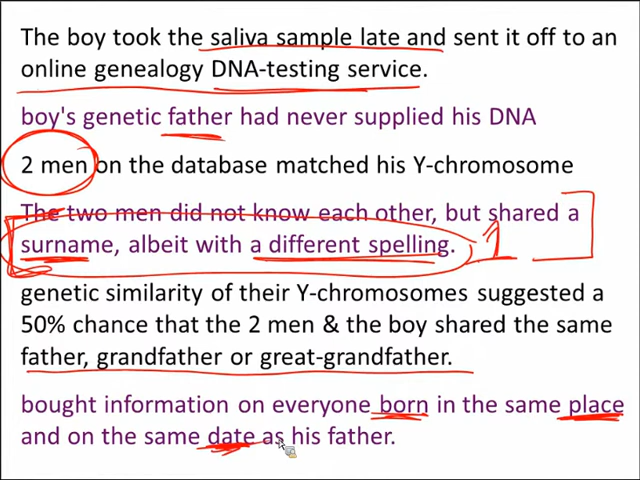 The boy took the saliva sample late and sent it off to an
online genealogy DNA-testing service.
boy's genetic father had never supplied his DNA
2 men on the database matched his Y-chromosome
The two men did not know each other, but shared a
surname, albeit with a different spelling.
1
genetic similarity of their Y-chromosomes suggested a
50% chance that the 2 men & the boy shared the same
father, grandfather or great-grandfather.
bought information on everyone born in the same place
and on the same date as his father.